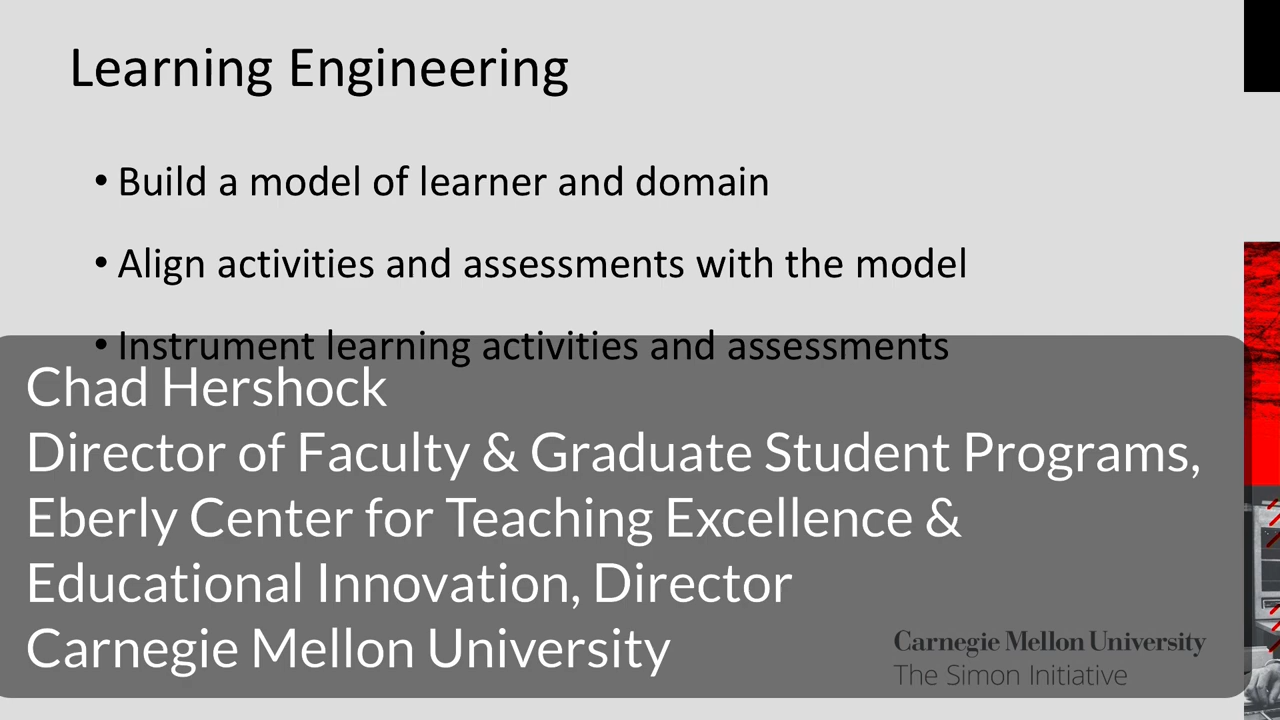 Learning Engineering
• Build a model of learner and domain
• Align activities and assessments with the model
• Instrument learning activities and assessments
Chad Hershock
Director of Faculty & Graduate Student Programs,
Eberly Center for Teaching Excellence &
Educational Innovation, Director
Carnegie Mellon University
Carnegie Mellon University
The Simon Initiative